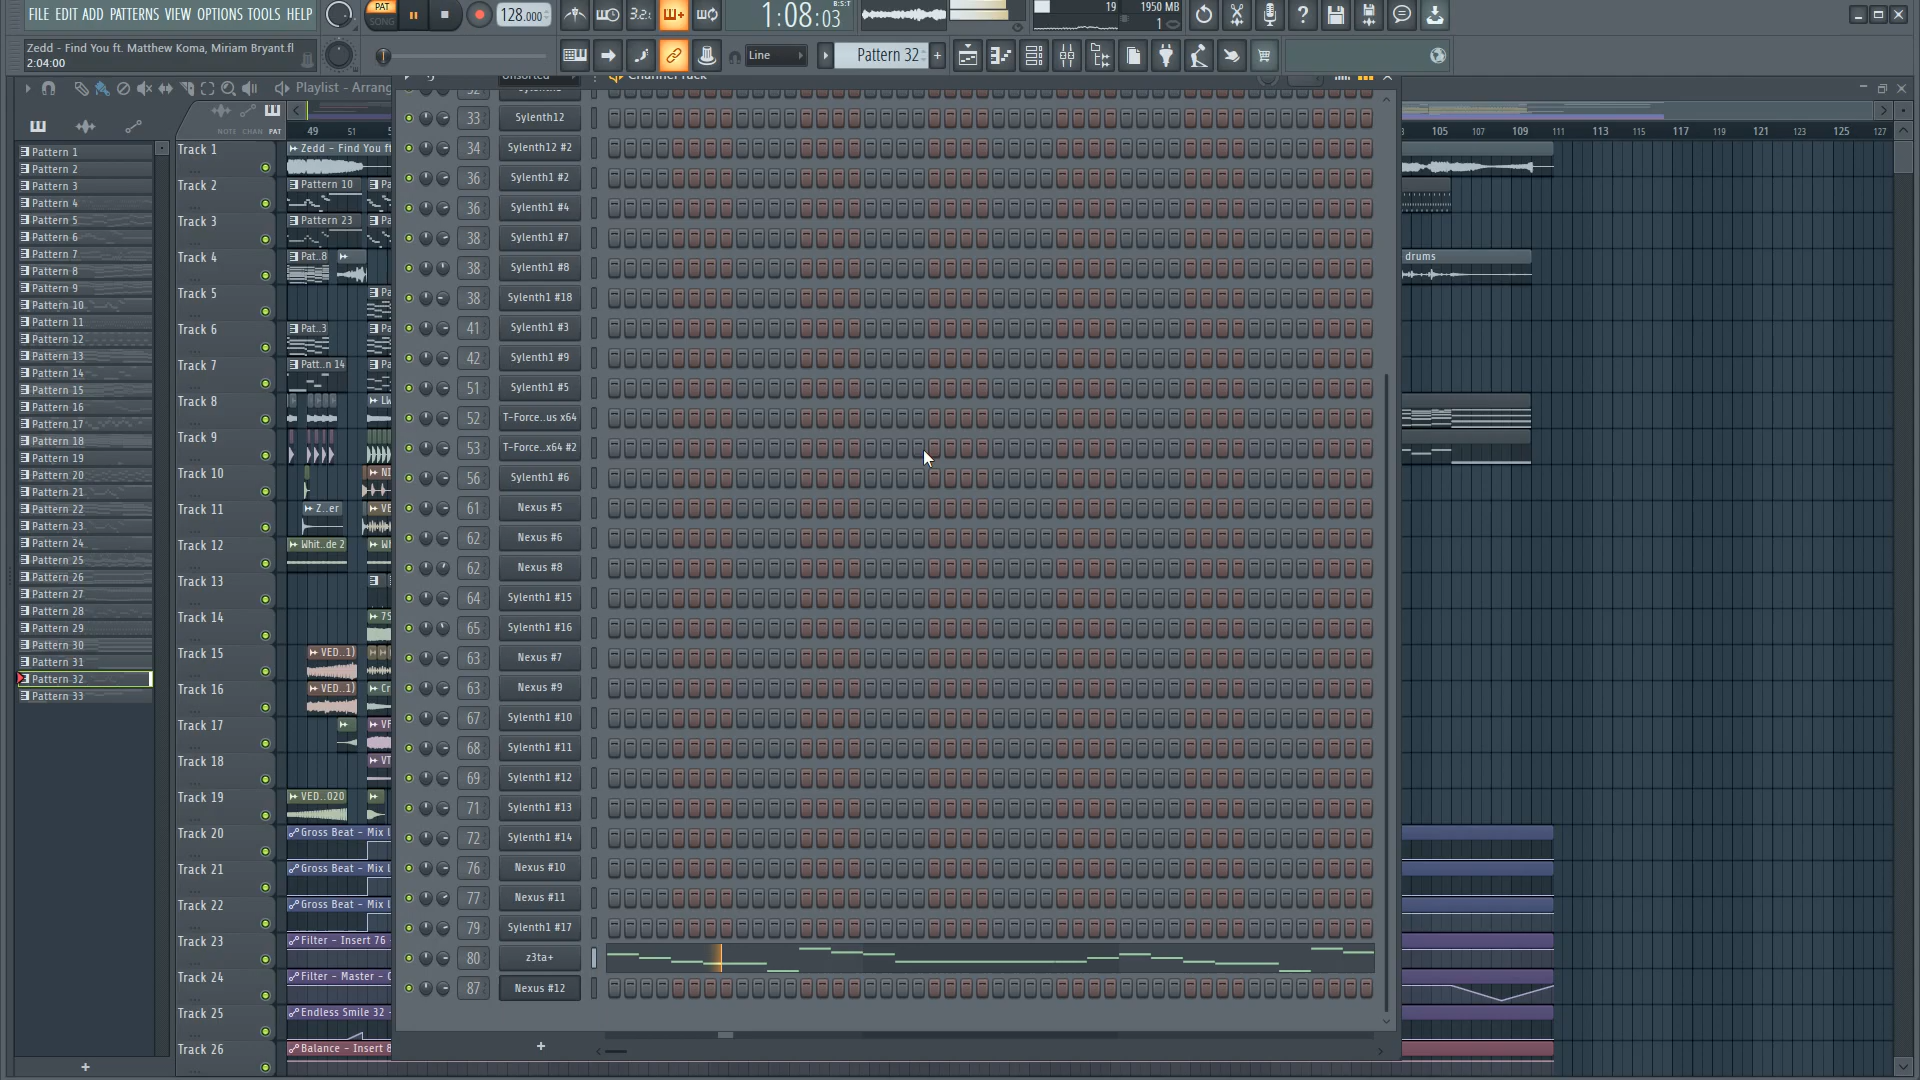 FILE EDIT ADD PATTERNS VIEW OPTIONS TOOLS HELP
PAT
SONG
128.000
3.2
1:08:03
B:S:T
19
1950 MB
1
Zedd - Find You ft. Matthew Koma, Miriam Bryant.fl
2:04:00
Line
Pattern 32
Playlist - Arrang
Unsorted
Channel rack
NOTE CHAN PAT
49 51
105 107 109 111 113 115 117 119 121 123 125 127
Pattern 1
Pattern 2
Pattern 3
Pattern 4
Pattern 5
Pattern 6
Pattern 7
Pattern 8
Pattern 9
Pattern 10
Pattern 11
Pattern 12
Pattern 13
Pattern 14
Pattern 15
Pattern 16
Pattern 17
Pattern 18
Pattern 19
Pattern 20
Pattern 21
Pattern 22
Pattern 23
Pattern 24
Pattern 25
Pattern 26
Pattern 27
Pattern 28
Pattern 29
Pattern 30
Pattern 31
Pattern 32
Pattern 33
Track 1
Zedd - Find You ft
Track 2
Pattern 10
Pa
Track 3
Pattern 23
Pa
Track 4
Pat..8
drums
Track 5
Pa
Track 6
Pat..3
Pa
Track 7
Patt..n 14
Pa
Track 8
Track 9
Track 10
Track 11
Z..er
Track 12
Whit..de 2
Track 13
Track 14
Track 15
VED..1)
Track 16
VED..1)
Cr
Track 17
Track 18
Track 19
VED..020
Track 20
Gross Beat - Mix l
Track 21
Gross Beat - Mix l
Track 22
Gross Beat - Mix l
Track 23
Filter - Insert 76
Track 24
Filter - Master -
Track 25
Endless Smile 32 -
Track 26
Balance - Insert 8
33 Sylenth12
34 Sylenth12 #2
36 Sylenth1 #2
36 Sylenth1 #4
38 Sylenth1 #7
38 Sylenth1 #8
38 Sylenth1 #18
41 Sylenth1 #3
42 Sylenth1 #9
51 Sylenth1 #5
52 T-Force..us x64
53 T-Force..x64 #2
56 Sylenth1 #6
61 Nexus #5
62 Nexus #6
62 Nexus #8
64 Sylenth1 #15
65 Sylenth1 #16
63 Nexus #7
63 Nexus #9
67 Sylenth1 #10
68 Sylenth1 #11
69 Sylenth1 #12
71 Sylenth1 #13
72 Sylenth1 #14
76 Nexus #10
77 Nexus #11
79 Sylenth1 #17
80 z3ta+
87 Nexus #12